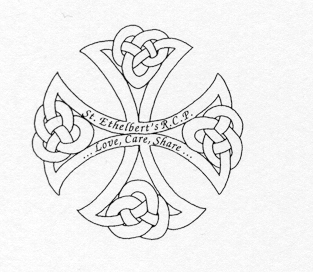 St. Ethelbert's R.C.P.
...Love, Care, Share...